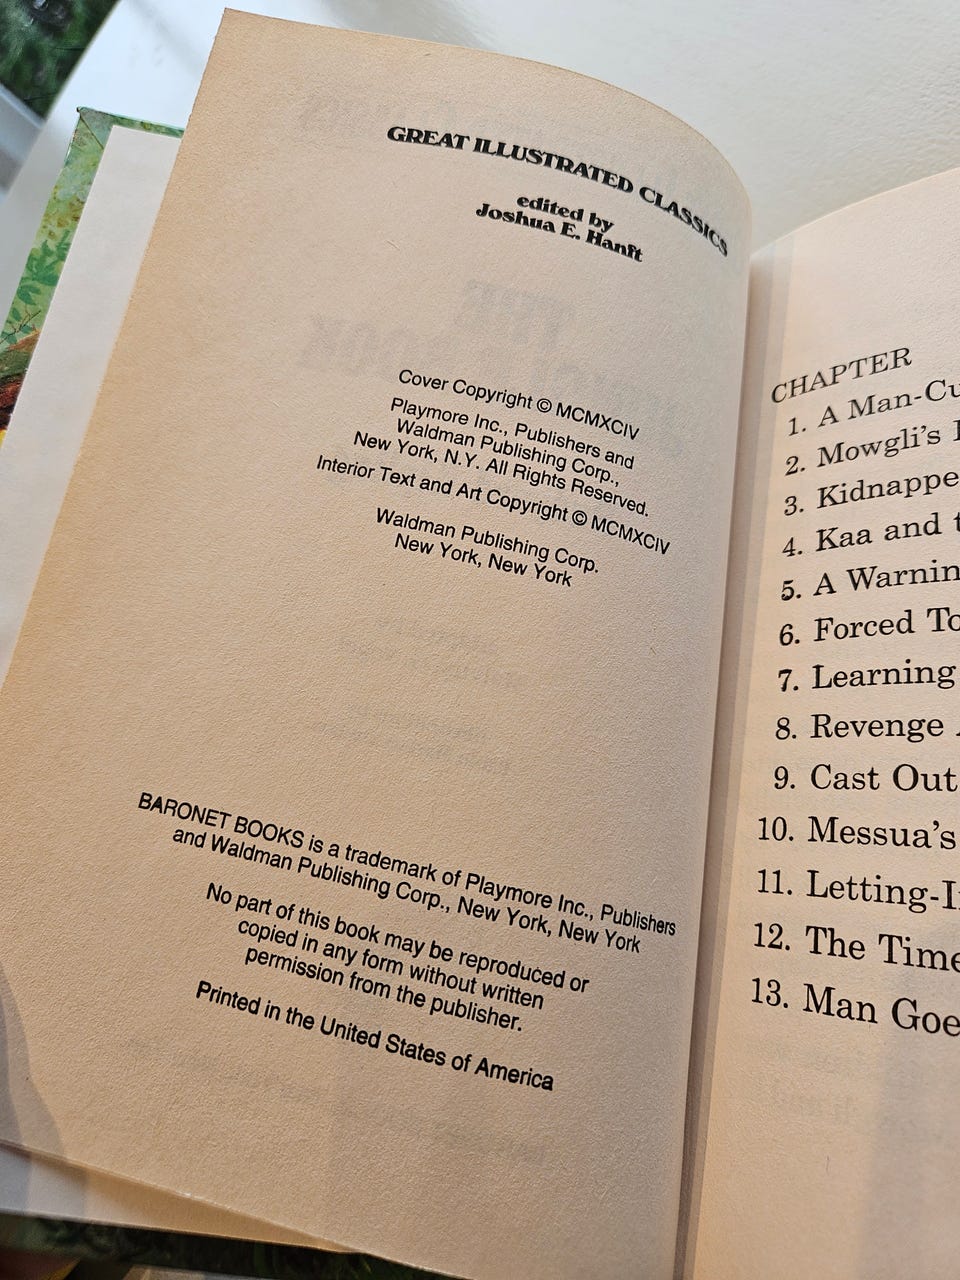 GREAT ILLUSTRATED CLASSICS
edited by
Joshua E. Hanft
Cover Copyright © MCMXCIV
Playmore Inc., Publishers and
Waldman Publishing Corp.,
New York, N.Y. All Rights Reserved.
Interior Text and Art Copyright © MCMXCIV
Waldman Publishing Corp.
New York, New York
BARONET BOOKS is a trademark of Playmore Inc., Publishers
and Waldman Publishing Corp., New York, New York
No part of this book may be reproduced or
copied in any form without written
permission from the publisher.
Printed in the United States of America
CHAPTER
1. A Man-Cu
2. Mowgli's
3. Kidnappe
4. Kaa and t
5. A Warnin
6. Forced To
7. Learning
8. Revenge
9. Cast Out
10. Messua's
11. Letting-I
12. The Time
13. Man Goe